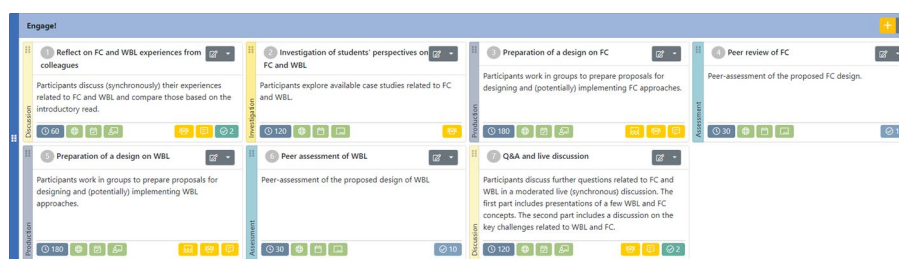 Engage!
1 Reflect on FC and WBL experiences from
colleagues
Participants discuss (synchronously) their experiences
related to FC and WBL and compare those based on the
introductory read.
Discussion
60
2
2 Investigation of students' perspectives on
FC and WBL
Participants explore available case studies related to FC
and WBL.
Investigation
120
3 Preparation of a design on FC
Participants work in groups to prepare proposals for
designing and (potentially) implementing FC approaches.
Production
180
4 Peer review of FC
Peer-assessment of the proposed FC design.
Assessment
30
5 Preparation of a design on WBL
Participants work in groups to prepare proposals for
designing and (potentially) implementing WBL
approaches.
Production
180
6 Peer assessment of WBL
Peer-assessment of the proposed design of WBL
Assessment
30
10
7 Q&A and live discussion
Participants discuss further questions related to FC and
WBL in a moderated live (synchronous) discussion. The
first part includes presentations of a few WBL and FC
concepts. The second part includes a discussion on the
key challenges related to WBL and FC.
Discussion
120
2